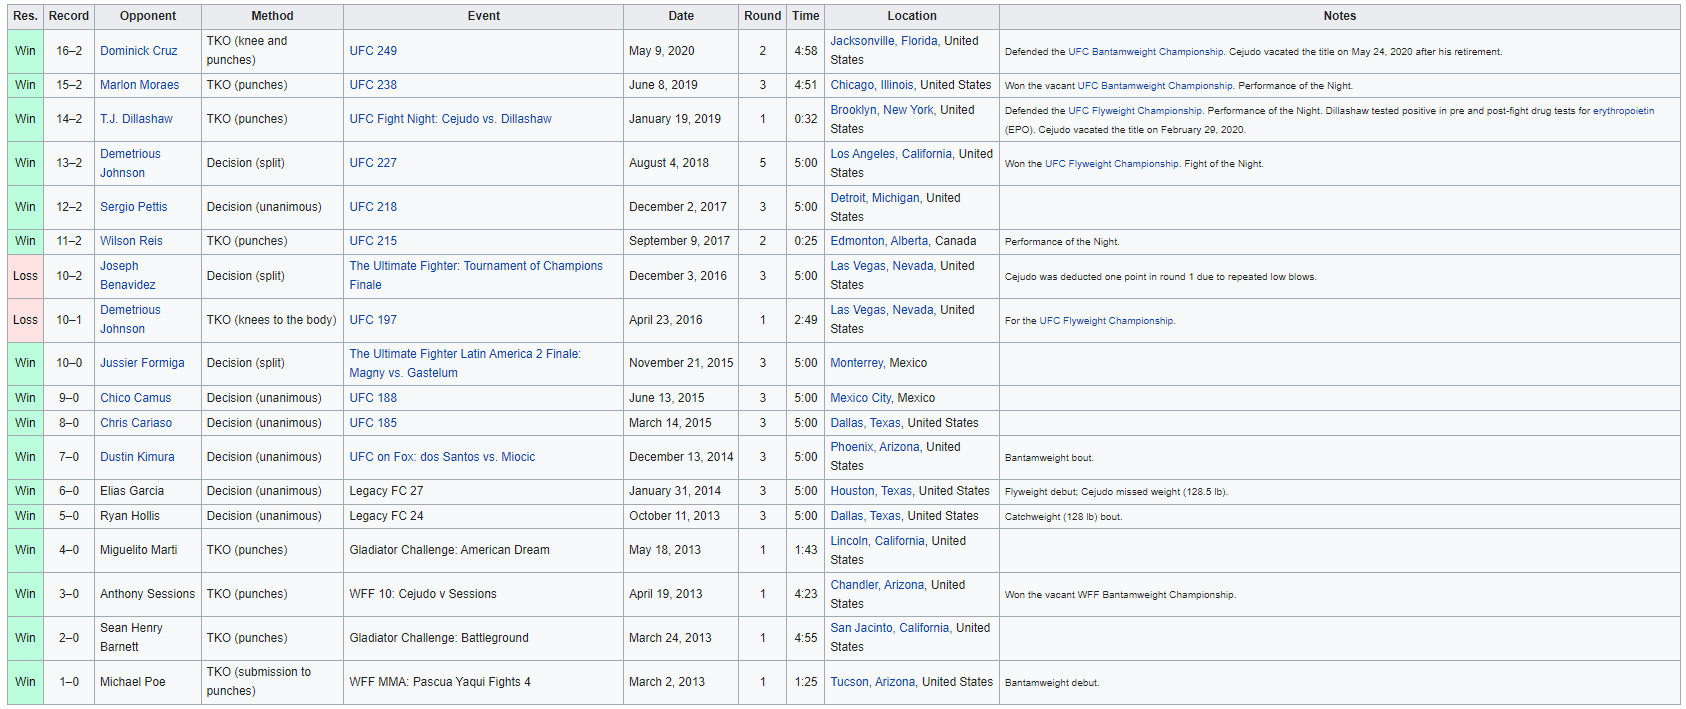 Res. Record Opponent Method Event Date Round Time Location Notes
Win 16–2 Dominick Cruz TKO (knee and punches) UFC 249 May 9, 2020 2 4:58 Jacksonville, Florida, United States Defended the UFC Bantamweight Championship. Cejudo vacated the title on May 24, 2020 after his retirement.
Win 15–2 Marlon Moraes TKO (punches) UFC 238 June 8, 2019 3 4:51 Chicago, Illinois, United States Won the vacant UFC Bantamweight Championship. Performance of the Night.
Win 14–2 T.J. Dillashaw TKO (punches) UFC Fight Night: Cejudo vs. Dillashaw January 19, 2019 1 0:32 Brooklyn, New York, United States Defended the UFC Flyweight Championship. Performance of the Night. Dillashaw tested positive in pre and post-fight drug tests for erythropoietin (EPO). Cejudo vacated the title on February 29, 2020.
Win 13–2 Demetrious Johnson Decision (split) UFC 227 August 4, 2018 5 5:00 Los Angeles, California, United States Won the UFC Flyweight Championship. Fight of the Night.
Win 12–2 Sergio Pettis Decision (unanimous) UFC 218 December 2, 2017 3 5:00 Detroit, Michigan, United States
Win 11–2 Wilson Reis TKO (punches) UFC 215 September 9, 2017 2 0:25 Edmonton, Alberta, Canada Performance of the Night.
Loss 10–2 Joseph Benavidez Decision (split) The Ultimate Fighter: Tournament of Champions Finale December 3, 2016 3 5:00 Las Vegas, Nevada, United States Cejudo was deducted one point in round 1 due to repeated low blows.
Loss 10–1 Demetrious Johnson TKO (knees to the body) UFC 197 April 23, 2016 1 2:49 Las Vegas, Nevada, United States For the UFC Flyweight Championship.
Win 10–0 Jussier Formiga Decision (split) The Ultimate Fighter Latin America 2 Finale: Magny vs. Gastelum November 21, 2015 3 5:00 Monterrey, Mexico
Win 9–0 Chico Camus Decision (unanimous) UFC 188 June 13, 2015 3 5:00 Mexico City, Mexico
Win 8–0 Chris Cariaso Decision (unanimous) UFC 185 March 14, 2015 3 5:00 Dallas, Texas, United States
Win 7–0 Dustin Kimura Decision (unanimous) UFC on Fox: dos Santos vs. Miocic December 13, 2014 3 5:00 Phoenix, Arizona, United States Bantamweight bout.
Win 6–0 Elias Garcia Decision (unanimous) Legacy FC 27 January 31, 2014 3 5:00 Houston, Texas, United States Flyweight debut; Cejudo missed weight (128.5 lb).
Win 5–0 Ryan Hollis Decision (unanimous) Legacy FC 24 October 11, 2013 3 5:00 Dallas, Texas, United States Catchweight (128 lb) bout.
Win 4–0 Miguelito Marti TKO (punches) Gladiator Challenge: American Dream May 18, 2013 1 1:43 Lincoln, California, United States
Win 3–0 Anthony Sessions TKO (punches) WFF 10: Cejudo v Sessions April 19, 2013 1 4:23 Chandler, Arizona, United States Won the vacant WFF Bantamweight Championship.
Win 2–0 Sean Henry Barnett TKO (punches) Gladiator Challenge: Battleground March 24, 2013 1 4:55 San Jacinto, California, United States
Win 1–0 Michael Poe TKO (submission to punches) WFF MMA: Pascua Yaqui Fights 4 March 2, 2013 1 1:25 Tucson, Arizona, United States Bantamweight debut.